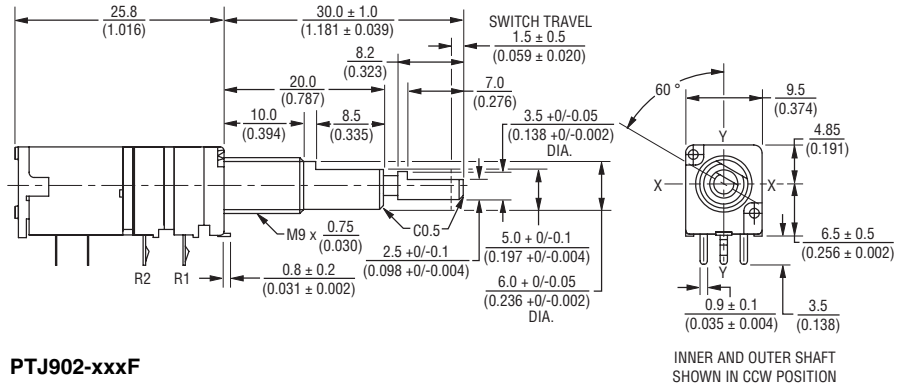 25.8
(1.016)
30.0 ± 1.0
(1.181 ± 0.039)
SWITCH TRAVEL
1.5 ± 0.5
(0.059 ± 0.020)
8.2
(0.323)
20.0
(0.787)
7.0
(0.276)
10.0
(0.394)
8.5
(0.335)
3.5 +0/-0.05
(0.138 +0/-0.002)
DIA.
60 °
9.5
(0.374)
4.85
(0.191)
Y
X
X
Y
M9 x 0.75
(0.030)
C0.5
R2
R1
0.8 ± 0.2
(0.031 ± 0.002)
2.5 +0/-0.1
(0.098 +0/-0.004)
5.0 + 0/-0.1
(0.197 +0/-0.004)
6.0 + 0/-0.05
(0.236 +0/-0.002)
DIA.
6.5 ± 0.5
(0.256 ± 0.002)
0.9 ± 0.1
(0.035 ± 0.004)
3.5
(0.138)
PTJ902-xxxF
INNER AND OUTER SHAFT
SHOWN IN CCW POSITION